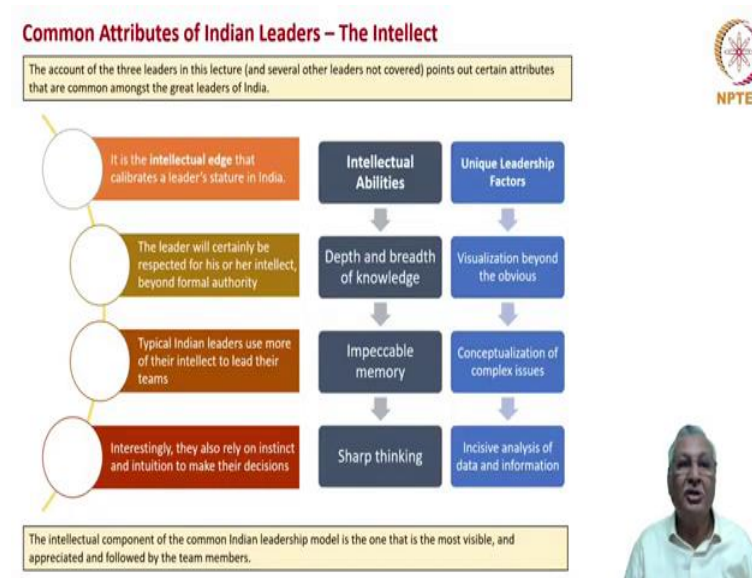 Common Attributes of Indian Leaders – The Intellect
The account of the three leaders in this lecture (and several other leaders not covered) points out certain attributes
that are common amongst the great leaders of India.
NPTE
It is the intellectual edge that
calibrates a leader's stature in India.
The leader will certainly be
respected for his or her intellect,
beyond formal authority
Typical Indian leaders use more
of their intellect to lead their
teams
Interestingly, they also rely on instinct
and intuition to make their decisions
Intellectual
Abilities
Depth and breadth
of knowledge
Impeccable
memory
Sharp thinking
Unique Leadership
Factors
Visualization beyond
the obvious
Conceptualization of
complex issues
Incisive analysis of
data and information
The intellectual component of the common Indian leadership model is the one that is the most visible, and
appreciated and followed by the team members.